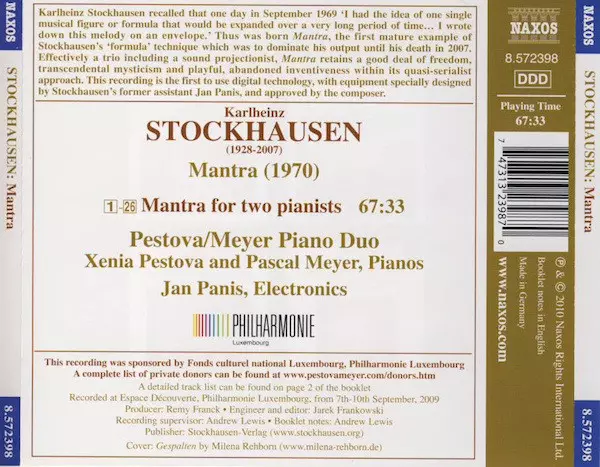 NAXOS
STOCKHAUSEN: Mantra
8.572398
Karlheinz Stockhausen recalled that one day in September 1969 ‘I had the idea of one single
musical figure or formula that would be expanded over a very long period of time… I wrote
down this melody on an envelope.’ Thus was born Mantra, the first mature example of
Stockhausen’s ‘formula’ technique which was to dominate his output until his death in 2007.
Effectively a trio including a sound projectionist, Mantra retains a good deal of freedom,
transcendental mysticism and playful, abandoned inventiveness within its quasi-serialist
approach. This recording is the first to use digital technology, with equipment specially designed
by Stockhausen’s former assistant Jan Panis, and approved by the composer.
Karlheinz
STOCKHAUSEN
(1928-2007)
Mantra (1970)
1-26 Mantra for two pianists 67:33
Pestova/Meyer Piano Duo
Xenia Pestova and Pascal Meyer, Pianos
Jan Panis, Electronics
PHILHARMONIE
Luxembourg
This recording was sponsored by Fonds culturel national Luxembourg, Philharmonie Luxembourg
A complete list of private donors can be found at www.pestovameyer.com/donors.htm
A detailed track list can be found on page 2 of the booklet
Recorded at Espace Découverte, Philharmonie Luxembourg, from 7th-10th September, 2009
Producer: Remy Franck • Engineer and editor: Jarek Frankowski
Recording supervisor: Andrew Lewis • Booklet notes: Andrew Lewis
Publisher: Stockhausen-Verlag (www.stockhausen.org)
Cover: Gespalten by Milena Rehborn (www.milena-rehborn.de)
NAXOS
8.572398
DDD
Playing Time
67:33
7 47313 23987 0
℗ & © 2010 Naxos Rights International Ltd.
Booklet notes in English
Made in Germany
www.naxos.com
NAXOS
STOCKHAUSEN: Mantra
8.572398